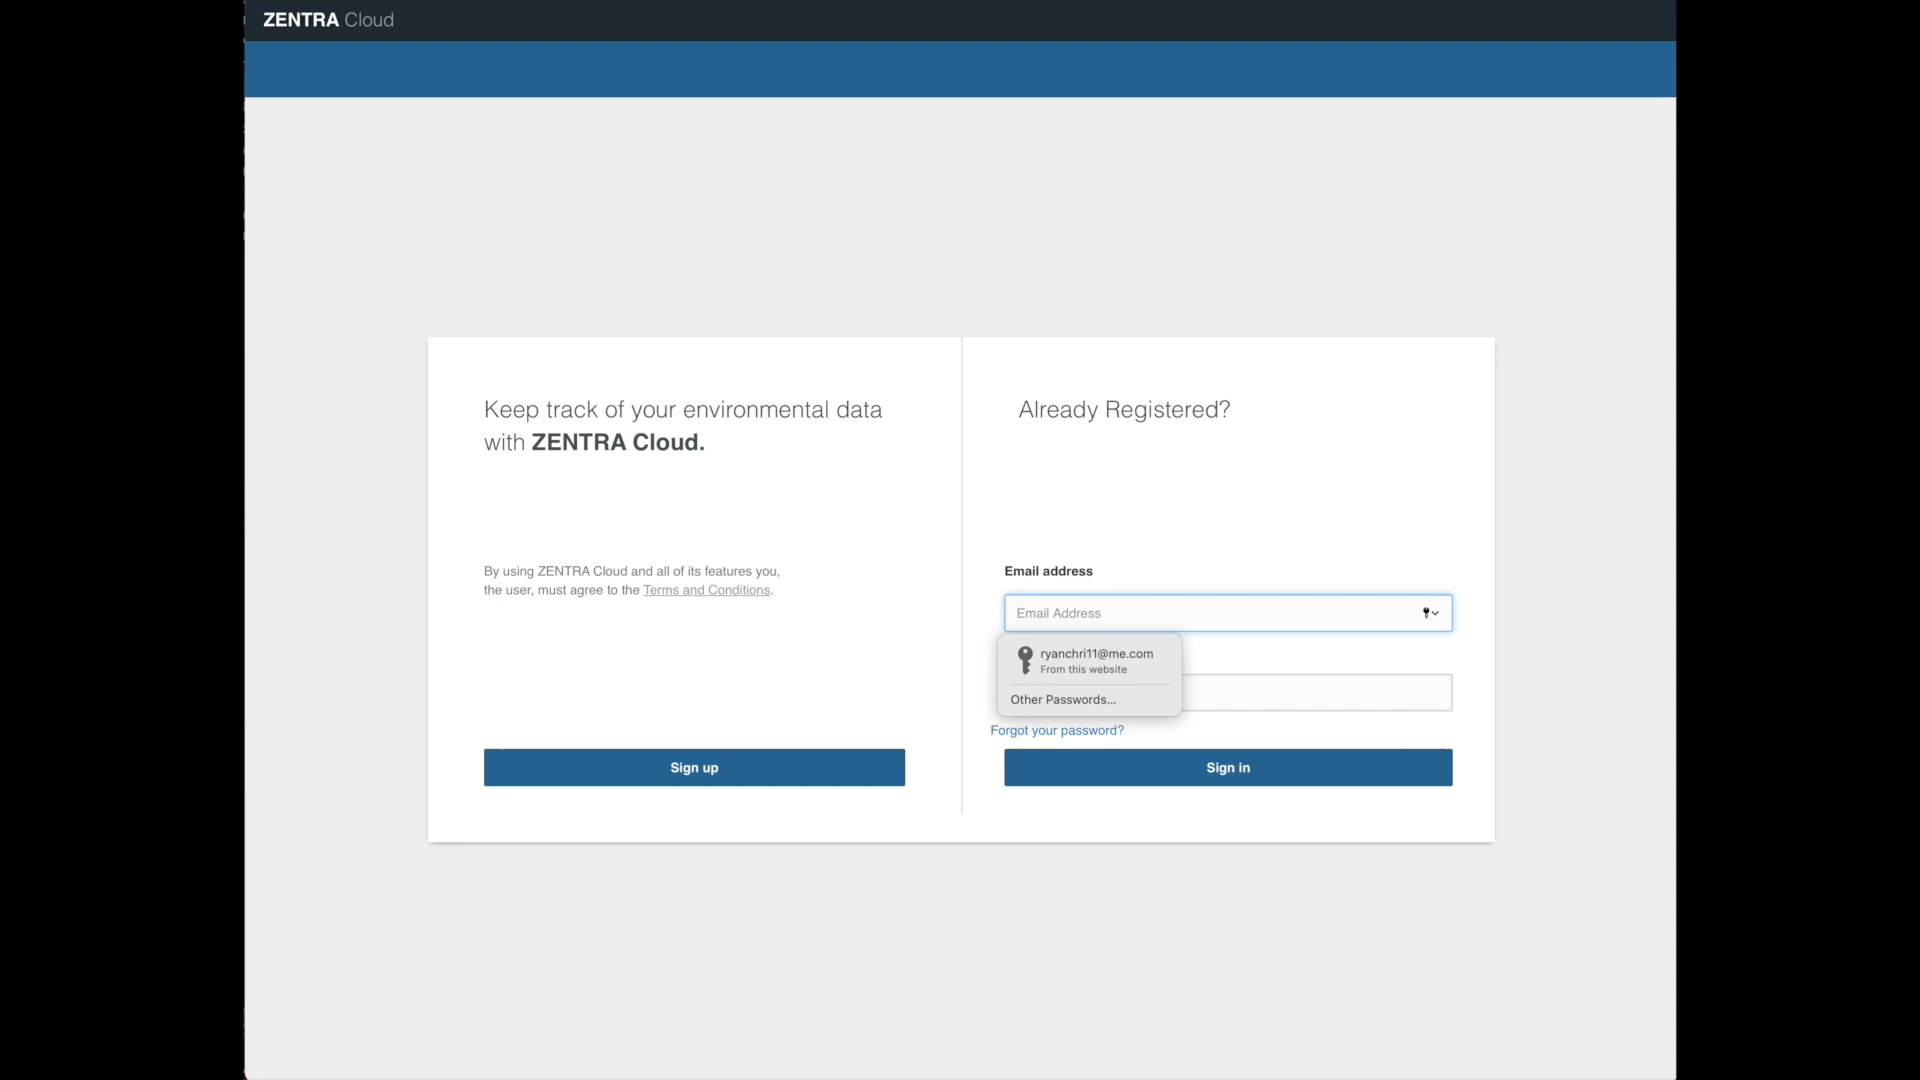 ZENTRA Cloud
Keep track of your environmental data
with ZENTRA Cloud.
By using ZENTRA Cloud and all of its features you,
the user, must agree to the Terms and Conditions.
Sign up
Already Registered?
Email address
Email Address
ryanchri11@me.com
From this website
Other Passwords...
Forgot your password?
Sign in